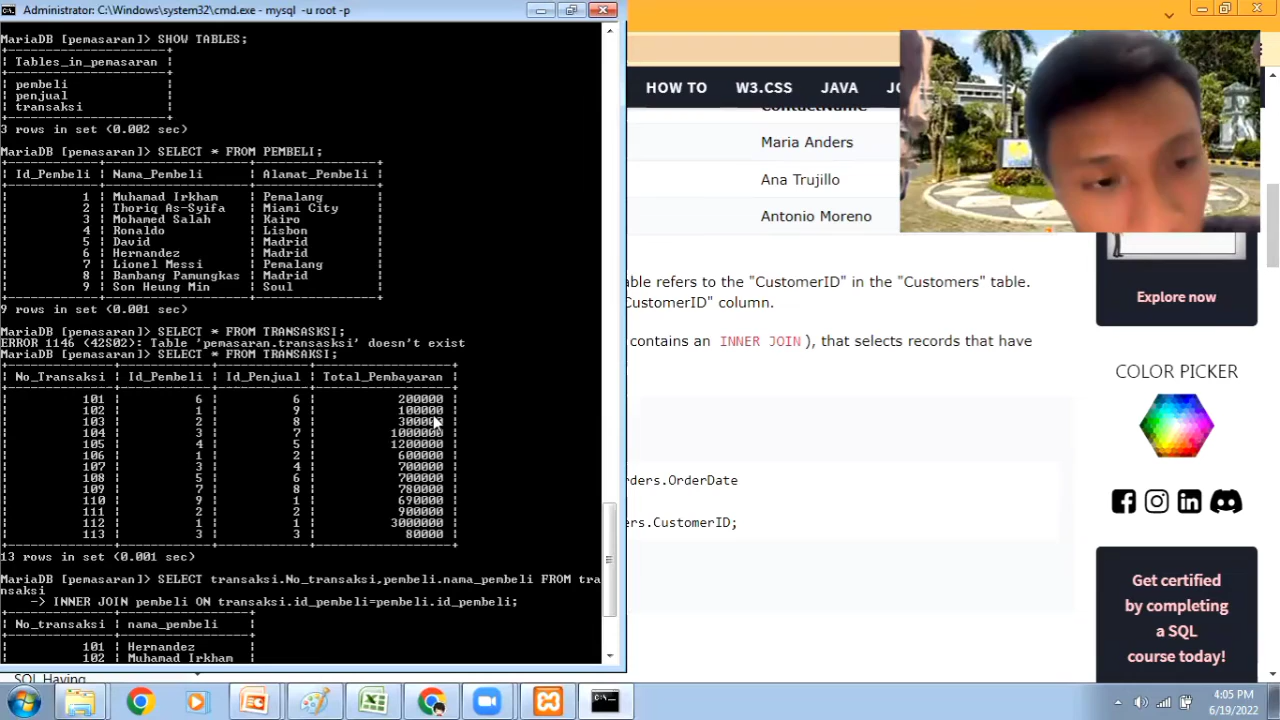 Administrator: C:\Windows\system32\cmd.exe - mysql -u root -p
MariaDB [pemasaran]> SHOW TABLES;
Tables_in_pemasaran
pembeli
penjual
transaksi
3 rows in set (0.002 sec)
MariaDB [pemasaran]> SELECT * FROM PEMBELI;
Id_Pembeli | Nama_Pembeli | Alamat_Pembeli
1 | Muhamad Irkham | Pemalang
2 | Thoriq As-Syifa | Miami City
3 | Mohamed Salah | Kairo
4 | Ronaldo | Lisbon
5 | David | Madrid
6 | Hernandez | Madrid
7 | Lionel Messi | Pemalang
8 | Bambang Pamungkas | Madrid
9 | Son Heung Min | Soul
9 rows in set (0.001 sec)
MariaDB [pemasaran]> SELECT * FROM TRANSASKSI;
ERROR 1146 (42S02): Table 'pemasaran.transasksi' doesn't exist
MariaDB [pemasaran]> SELECT * FROM TRANSAKSI;
No_Transaksi | Id_Pembeli | Id_Penjual | Total_Pembayaran
101 | 6 | 6 | 200000
102 | 1 | 9 | 100000
103 | 2 | 8 | 300000
104 | 3 | 7 | 1000000
105 | 4 | 5 | 1200000
106 | 1 | 2 | 600000
107 | 3 | 4 | 700000
108 | 5 | 6 | 700000
109 | 7 | 8 | 780000
110 | 9 | 1 | 690000
111 | 2 | 2 | 900000
112 | 1 | 1 | 3000000
113 | 3 | 3 | 80000
13 rows in set (0.001 sec)
MariaDB [pemasaran]> SELECT transaksi.No_transaksi,pembeli.nama_pembeli FROM tra
nsaksi
-> INNER JOIN pembeli ON transaksi.id_pembeli=pembeli.id_pembeli;
No_transaksi | nama_pembeli
101 | Hernandez
102 | Muhamad Irkham
SQL Having
HOW TO W3.CSS JAVA
ContactName
Maria Anders
Ana Trujillo
Antonio Moreno
able refers to the "CustomerID" in the "Customers" table.
CustomerID" column.
contains an INNER JOIN), that selects records that have
rders.OrderDate
ers.CustomerID;
Explore now
COLOR PICKER
Get certified
by completing
a SQL
course today!
4:05 PM
6/19/2022